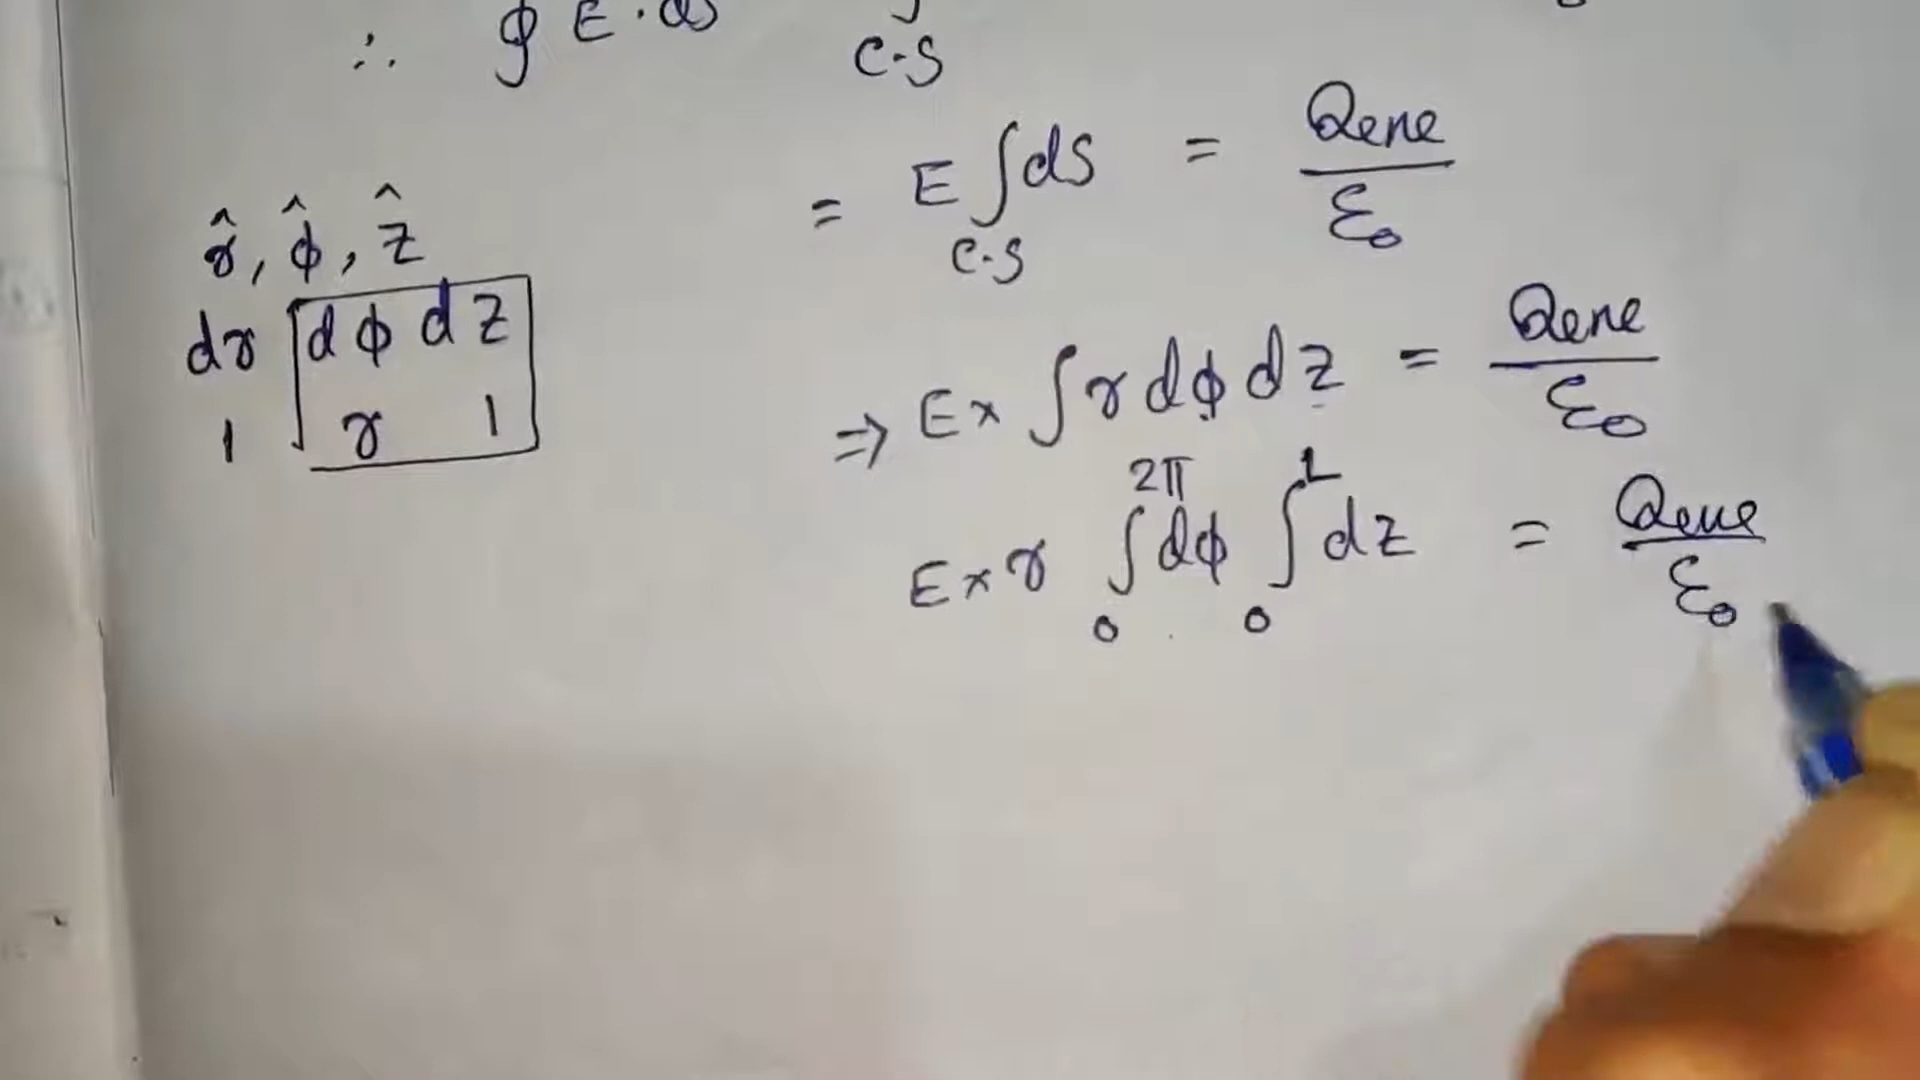 ∴ ∮ E · ds
C·S
= E ∫ dS = Qenc / ε₀
C·S
r̂, φ̂, ẑ
dr dφ dz
1 r 1
⇒ E × ∫ r dφ dz = Qenc / ε₀
E × r ∫₀^2π dφ ∫₀^L dz = Qenc / ε₀